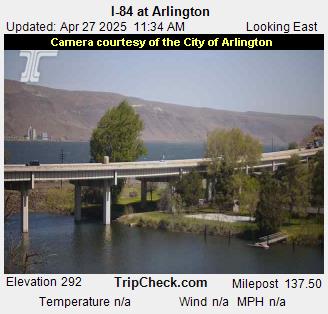 I-84 at Arlington
Updated: Apr 27 2025 11:34 AM Looking East
Camera courtesy of the City of Arlington
Elevation 292 TripCheck.com Milepost 137.50
Temperature n/a Wind n/a MPH n/a